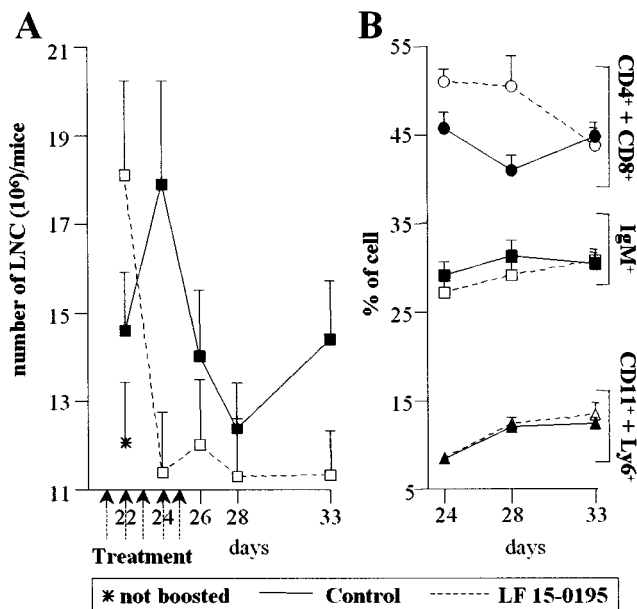 A
B
number of LNC (10⁶)/mice
21
19
17
15
13
11
22
24
26
28
33
Treatment
days
% of cell
55
45
35
25
15
5
24
28
33
days
CD4⁺ + CD8⁺
IgM⁺
CD11⁺ + Ly6⁺
* not boosted
Control
LF 15-0195